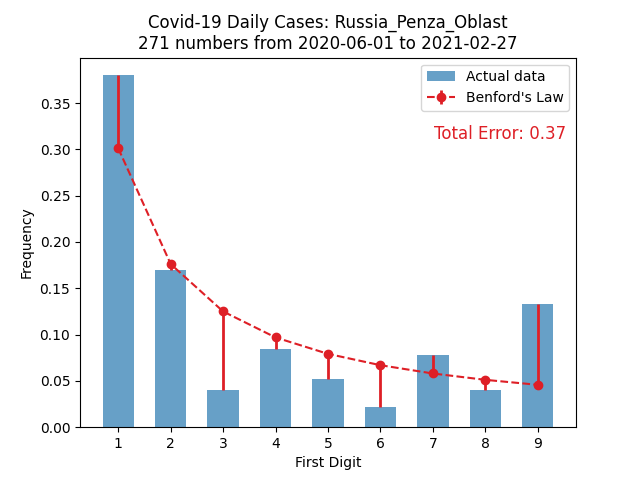 Covid-19 Daily Cases: Russia_Penza_Oblast
271 numbers from 2020-06-01 to 2021-02-27
Actual data
Benford's Law
Total Error: 0.37
Frequency
0.35
0.30
0.25
0.20
0.15
0.10
0.05
0.00
1 2 3 4 5 6 7 8 9
First Digit